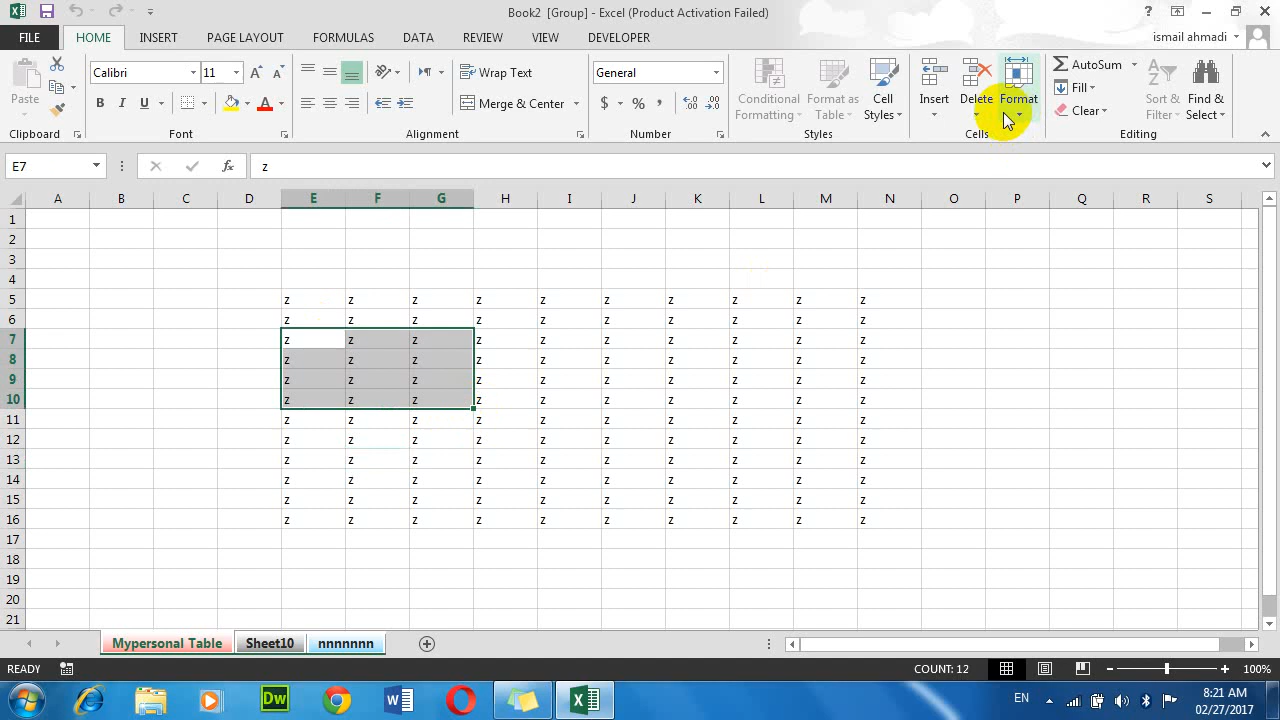 Book2 [Group] - Excel (Product Activation Failed)
FILE HOME INSERT PAGE LAYOUT FORMULAS DATA REVIEW VIEW DEVELOPER ismail ahmadi
Paste
Clipboard
Calibri 11
B I U A
Font
Wrap Text
Merge & Center
Alignment
General
$ % ,
Number
Conditional Formatting
Format as Table
Cell Styles
Styles
Insert Delete Format
Cells
AutoSum
Fill
Clear
Sort & Filter
Find & Select
Editing
E7 fx z
A B C D E F G H I J K L M N O P Q R S
1
2
3
4
5 z z z z z z z z z z
6 z z z z z z z z z z
7 z z z z z z z z z z
8 z z z z z z z z z z
9 z z z z z z z z z z
10 z z z z z z z z z z
11 z z z z z z z z z z
12 z z z z z z z z z z
13 z z z z z z z z z z
14 z z z z z z z z z z
15 z z z z z z z z z z
16 z z z z z z z z z z
17
18
19
20
21
Mypersonal Table Sheet10 nnnnnnn
READY COUNT: 12 100%
Dw EN 8:21 AM
02/27/2017